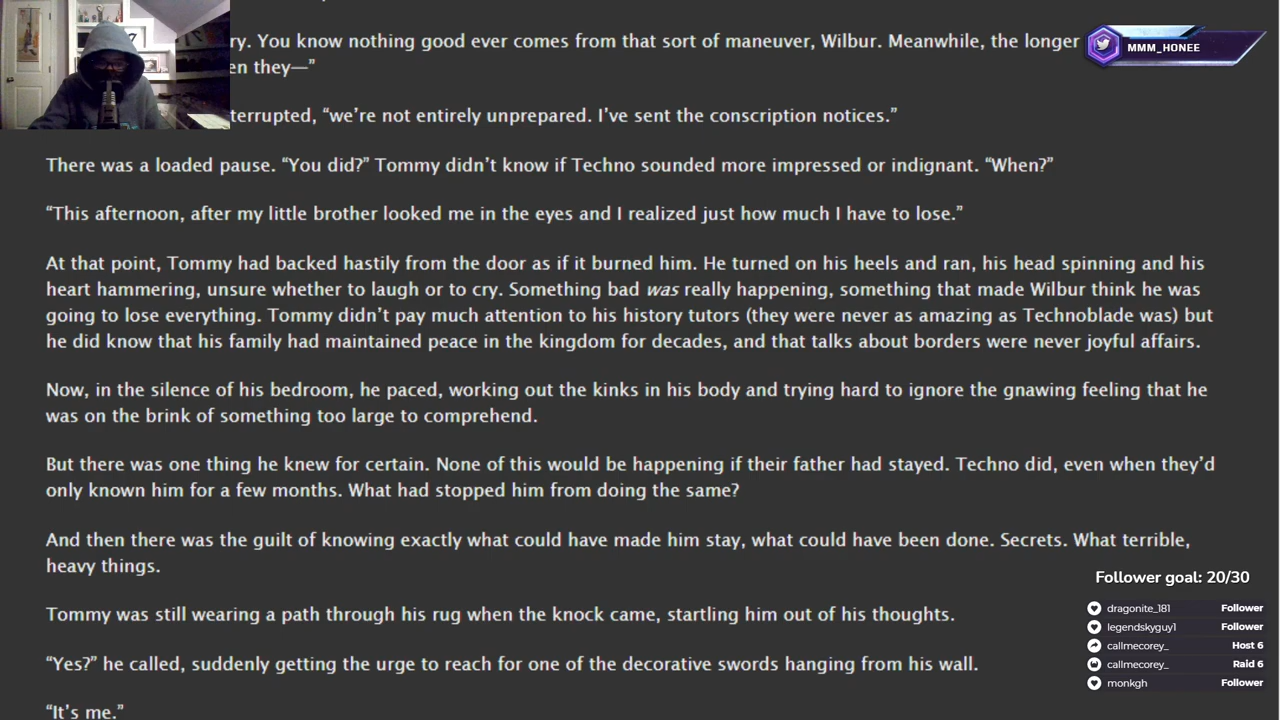 ry. You know nothing good ever comes from that sort of maneuver, Wilbur. Meanwhile, the longer
en they—”
terrupted, “we’re not entirely unprepared. I’ve sent the conscription notices.”
There was a loaded pause. “You did?” Tommy didn’t know if Techno sounded more impressed or indignant. “When?”
“This afternoon, after my little brother looked me in the eyes and I realized just how much I have to lose.”
At that point, Tommy had backed hastily from the door as if it burned him. He turned on his heels and ran, his head spinning and his
heart hammering, unsure whether to laugh or to cry. Something bad was really happening, something that made Wilbur think he was
going to lose everything. Tommy didn’t pay much attention to his history tutors (they were never as amazing as Technoblade was) but
he did know that his family had maintained peace in the kingdom for decades, and that talks about borders were never joyful affairs.
Now, in the silence of his bedroom, he paced, working out the kinks in his body and trying hard to ignore the gnawing feeling that he
was on the brink of something too large to comprehend.
But there was one thing he knew for certain. None of this would be happening if their father had stayed. Techno did, even when they’d
only known him for a few months. What had stopped him from doing the same?
And then there was the guilt of knowing exactly what could have made him stay, what could have been done. Secrets. What terrible,
heavy things.
Tommy was still wearing a path through his rug when the knock came, startling him out of his thoughts.
“Yes?” he called, suddenly getting the urge to reach for one of the decorative swords hanging from his wall.
“It’s me.”
MMM_HONEE
Follower goal: 20/30
dragonite_181 Follower
legendskyguy1 Follower
callmecorey_ Host 6
callmecorey_ Raid 6
monkgh Follower